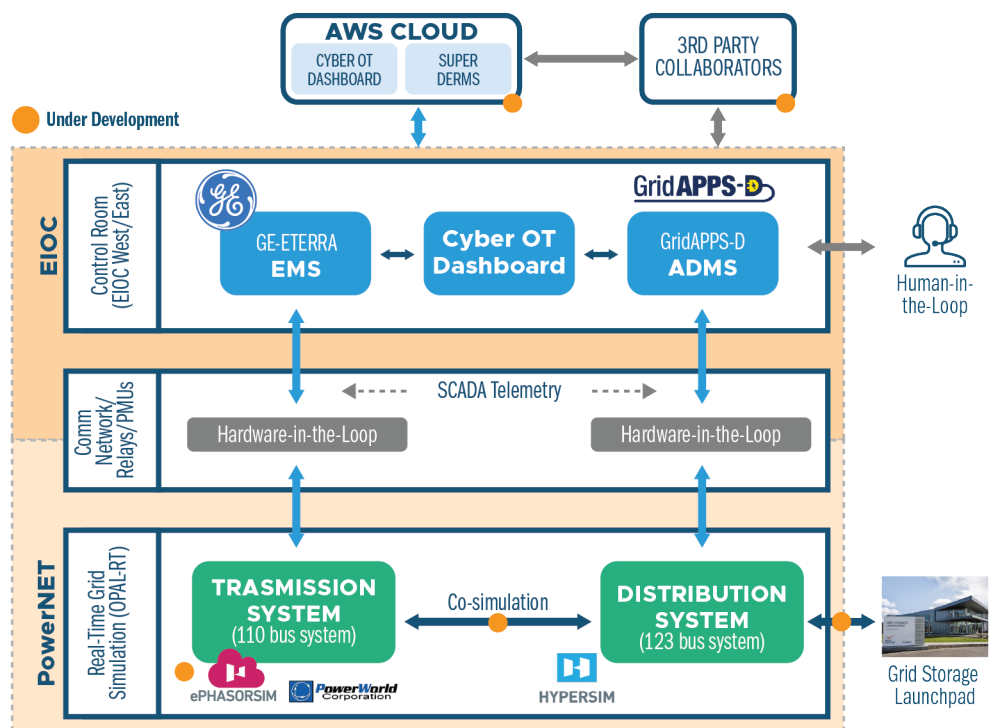 AWS CLOUD
CYBER OT
DASHBOARD
SUPER
DERMS
3RD PARTY
COLLABORATORS
Under Development
EIOC
Control Room
(EIOC West/East)
GE
GE-ETERRA
EMS
Cyber OT
Dashboard
GridAPPS-D
GridAPPS-D
ADMS
Human-in-
the-Loop
Comm
Network/
Relays/PMUs
SCADA Telemetry
Hardware-in-the-Loop
Hardware-in-the-Loop
PowerNET
Real-Time Grid
Simulation (OPAL-RT)
TRASMISSION
SYSTEM
(110 bus system)
Co-simulation
DISTRIBUTION
SYSTEM
(123 bus system)
ePHASORSIM
PowerWorld
Corporation
HYPERSIM
Grid Storage
Launchpad